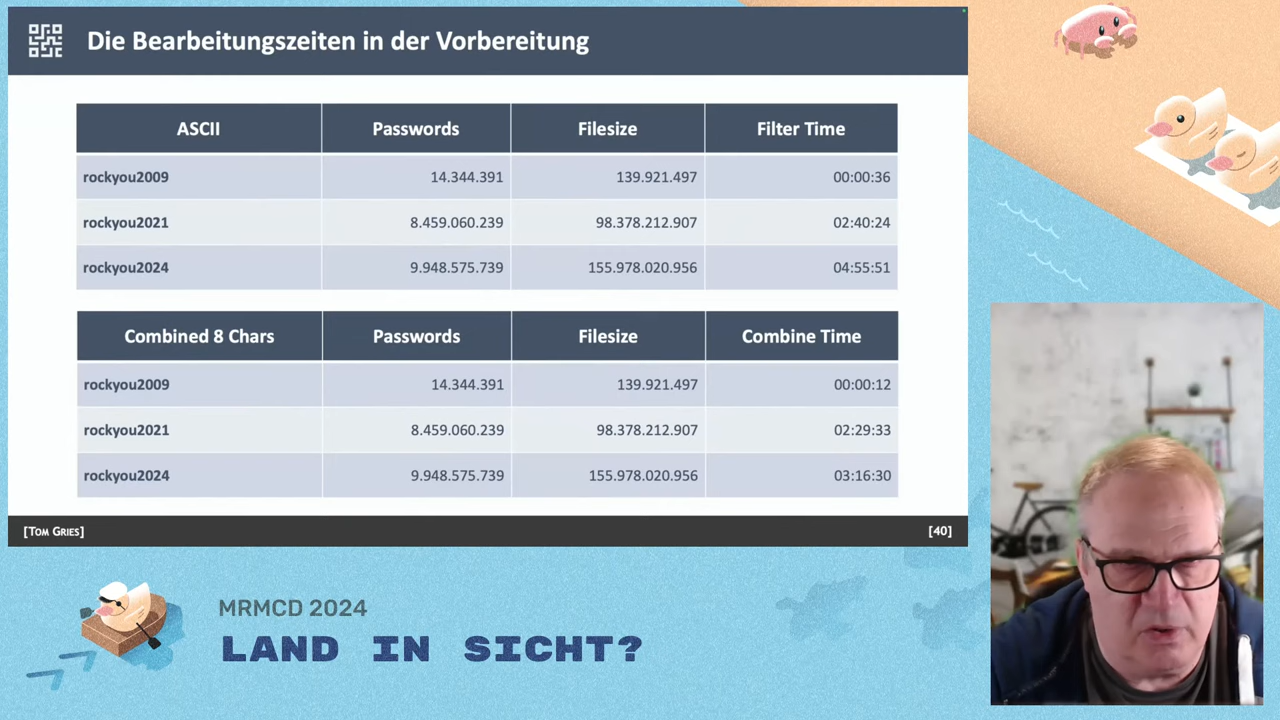 Die Bearbeitungszeiten in der Vorbereitung
ASCII Passwords Filesize Filter Time
rockyou2009 14.344.391 139.921.497 00:00:36
rockyou2021 8.459.060.239 98.378.212.907 02:40:24
rockyou2024 9.948.575.739 155.978.020.956 04:55:51
Combined 8 Chars Passwords Filesize Combine Time
rockyou2009 14.344.391 139.921.497 00:00:12
rockyou2021 8.459.060.239 98.378.212.907 02:29:33
rockyou2024 9.948.575.739 155.978.020.956 03:16:30
[TOM GRIES] [40]
MRMCD 2024
LAND IN SICHT?